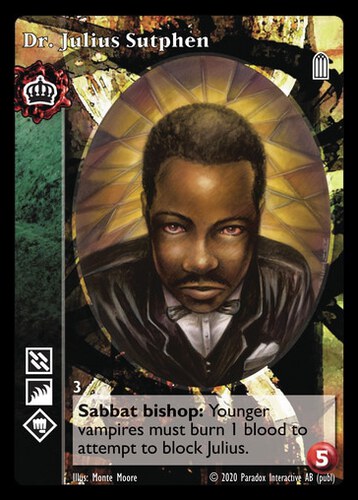 Dr. Julius Sutphen
3
Sabbat bishop: Younger
vampires must burn 1 blood to
attempt to block Julius.
5
Illus: Monte Moore © 2020 Paradox Interactive AB (publ)